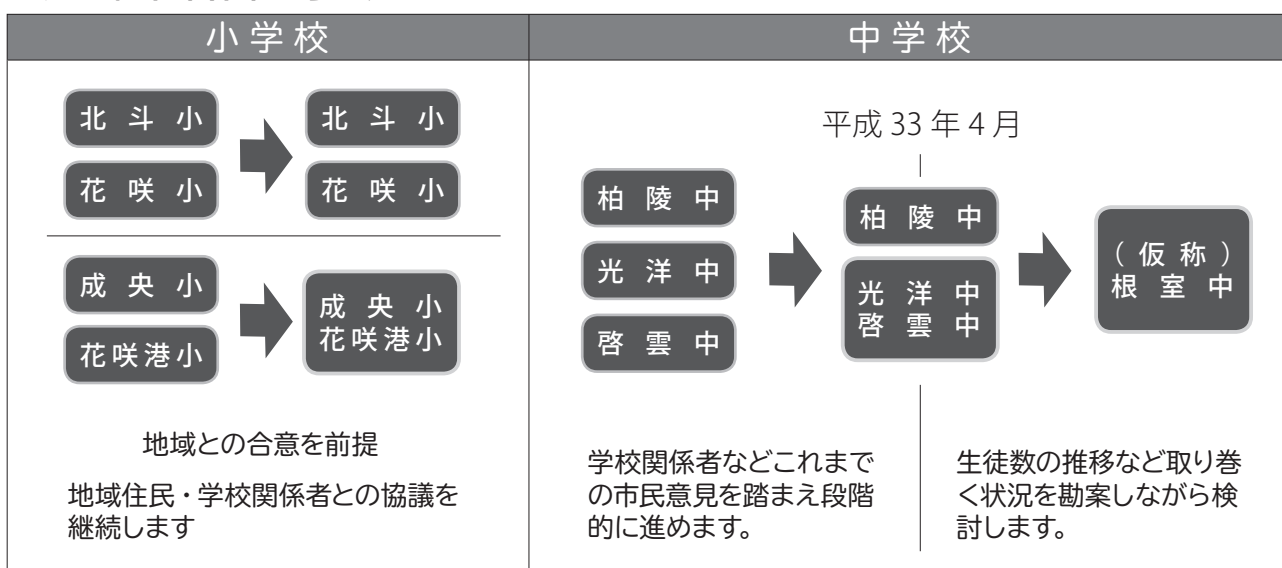 小学校
北斗小
花咲小
北斗小
花咲小
成央小
花咲港小
成央小
花咲港小
地域との合意を前提
地域住民・学校関係者との協議を
継続します
中学校
平成33年4月
柏陵中
光洋中
啓雲中
柏陵中
光洋中
啓雲中
(仮称)
根室中
学校関係者などこれまで
の市民意見を踏まえ段階
的に進めます。
生徒数の推移など取り巻
く状況を勘案しながら検
討します。